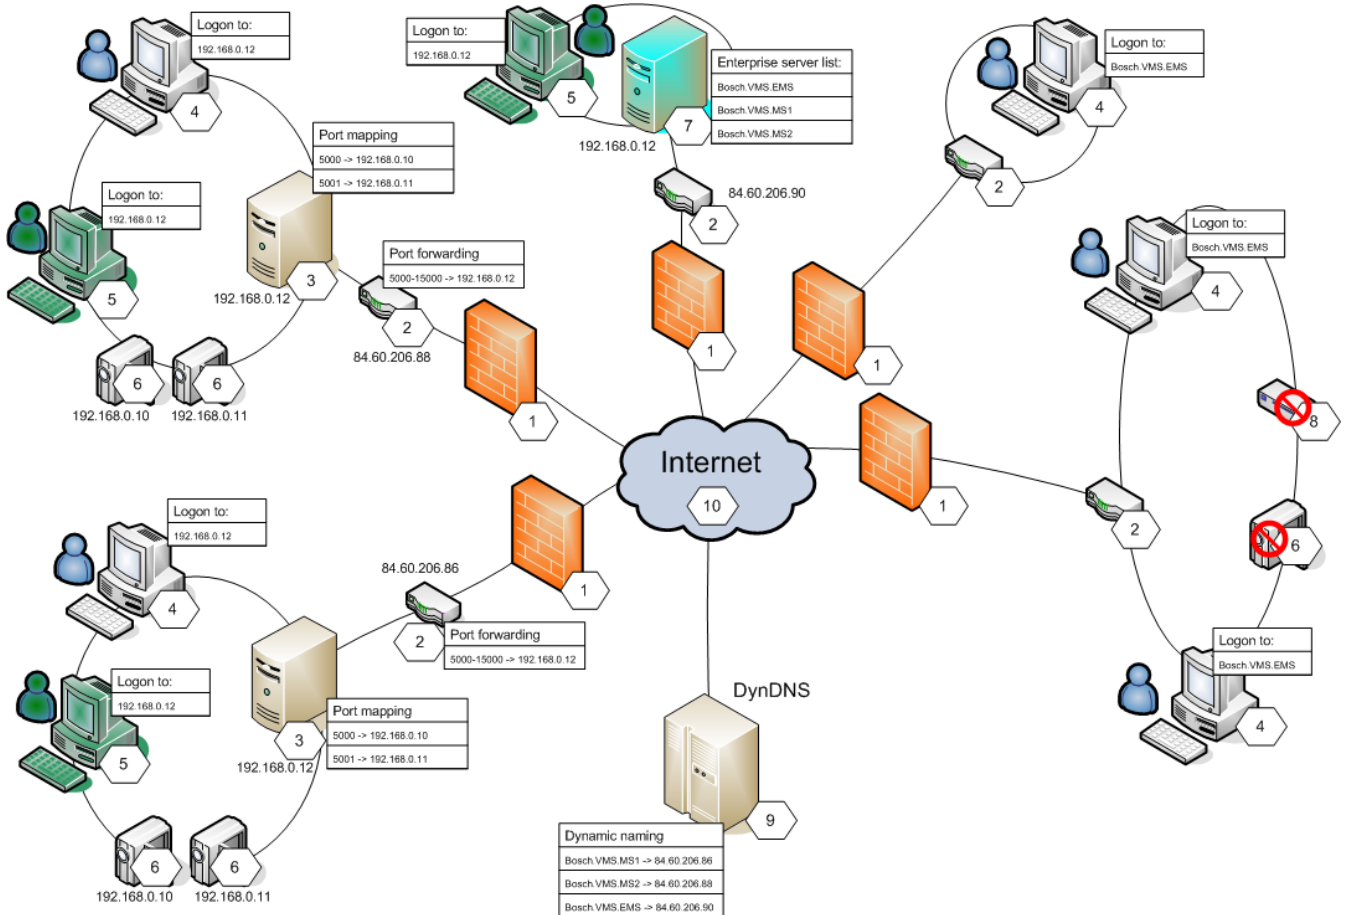 Logon to:
192.168.0.12
4
Port mapping
5000 -> 192.168.0.10
5001 -> 192.168.0.11
Logon to:
192.168.0.12
5
3
192.168.0.12
Port forwarding
5000-15000 -> 192.168.0.12
2
84.60.206.88
1
6
6
192.168.0.10
192.168.0.11
Logon to:
192.168.0.12
5
Enterprise server list:
Bosch.VMS.EMS
Bosch.VMS.MS1
Bosch.VMS.MS2
7
192.168.0.12
84.60.206.90
2
1
Logon to:
Bosch.VMS.EMS
4
2
1
Logon to:
Bosch.VMS.EMS
4
8
6
2
1
Logon to:
Bosch.VMS.EMS
4
Internet
10
Logon to:
192.168.0.12
4
84.60.206.86
1
2
Port forwarding
5000-15000 -> 192.168.0.12
Logon to:
192.168.0.12
5
3
192.168.0.12
Port mapping
5000 -> 192.168.0.10
5001 -> 192.168.0.11
6
6
192.168.0.10
192.168.0.11
DynDNS
9
Dynamic naming
Bosch.VMS.MS1 -> 84.60.206.86
Bosch.VMS.MS2 -> 84.60.206.88
Bosch.VMS.EMS -> 84.60.206.90